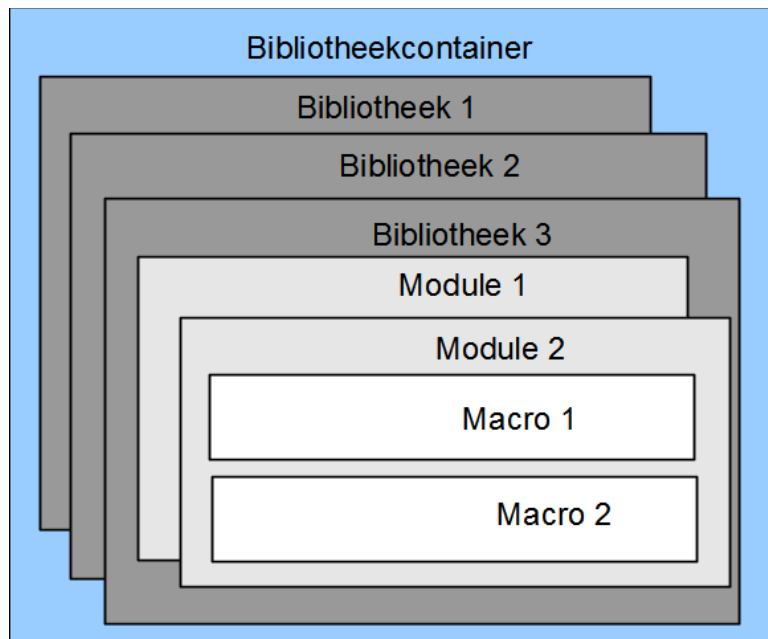 Bibliotheekcontainer
Bibliotheek 1
Bibliotheek 2
Bibliotheek 3
Module 1
Module 2
Macro 1
Macro 2